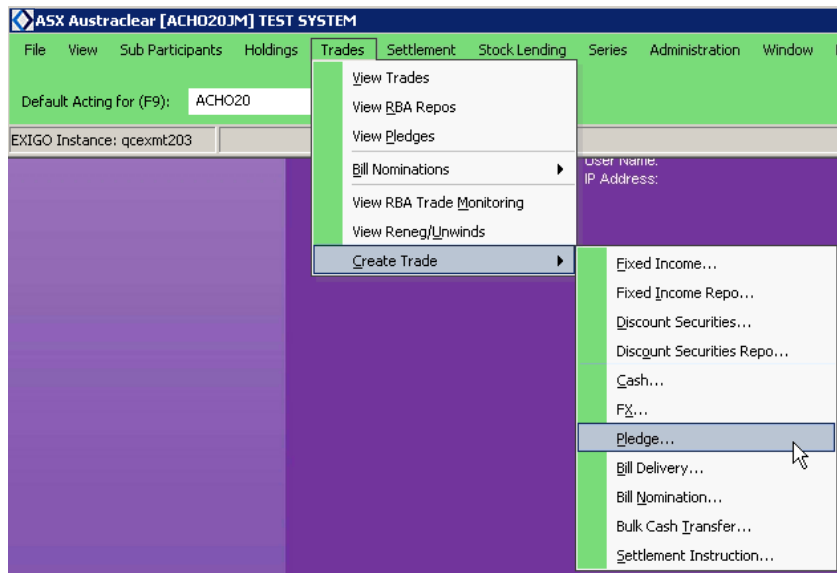 ASX Austraclear [ACHO20JM] TEST SYSTEM
File View Sub Participants Holdings Trades Settlement Stock Lending Series Administration Window
Default Acting for (F9): ACHO20
EXIGO Instance: qcexmt203
View Trades
View RBA Repos
View Pledges
Bill Nominations
View RBA Trade Monitoring
View Reneg/Unwinds
Create Trade
User Name:
IP Address:
Fixed Income...
Fixed Income Repo...
Discount Securities...
Discount Securities Repo...
Cash...
FX...
Pledge...
Bill Delivery...
Bill Nomination...
Bulk Cash Transfer...
Settlement Instruction...